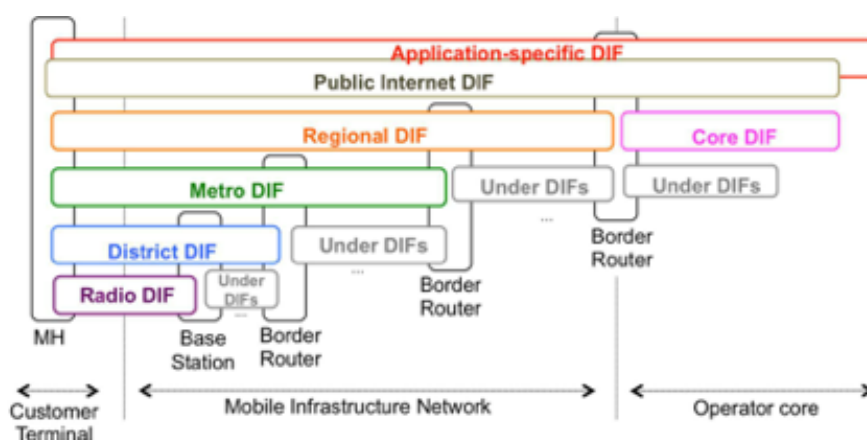 Application-specific DIF
Public Internet DIF
Border
Router
Regional DIF
Core DIF
Metro DIF
Under DIFs
...
Under DIFs
District DIF
Under DIFs
...
Border
Router
Radio DIF
Under
DIFs
...
Border
Router
MH
Base
Station
Border
Router
Customer
Terminal
Mobile Infrastructure Network
Operator core